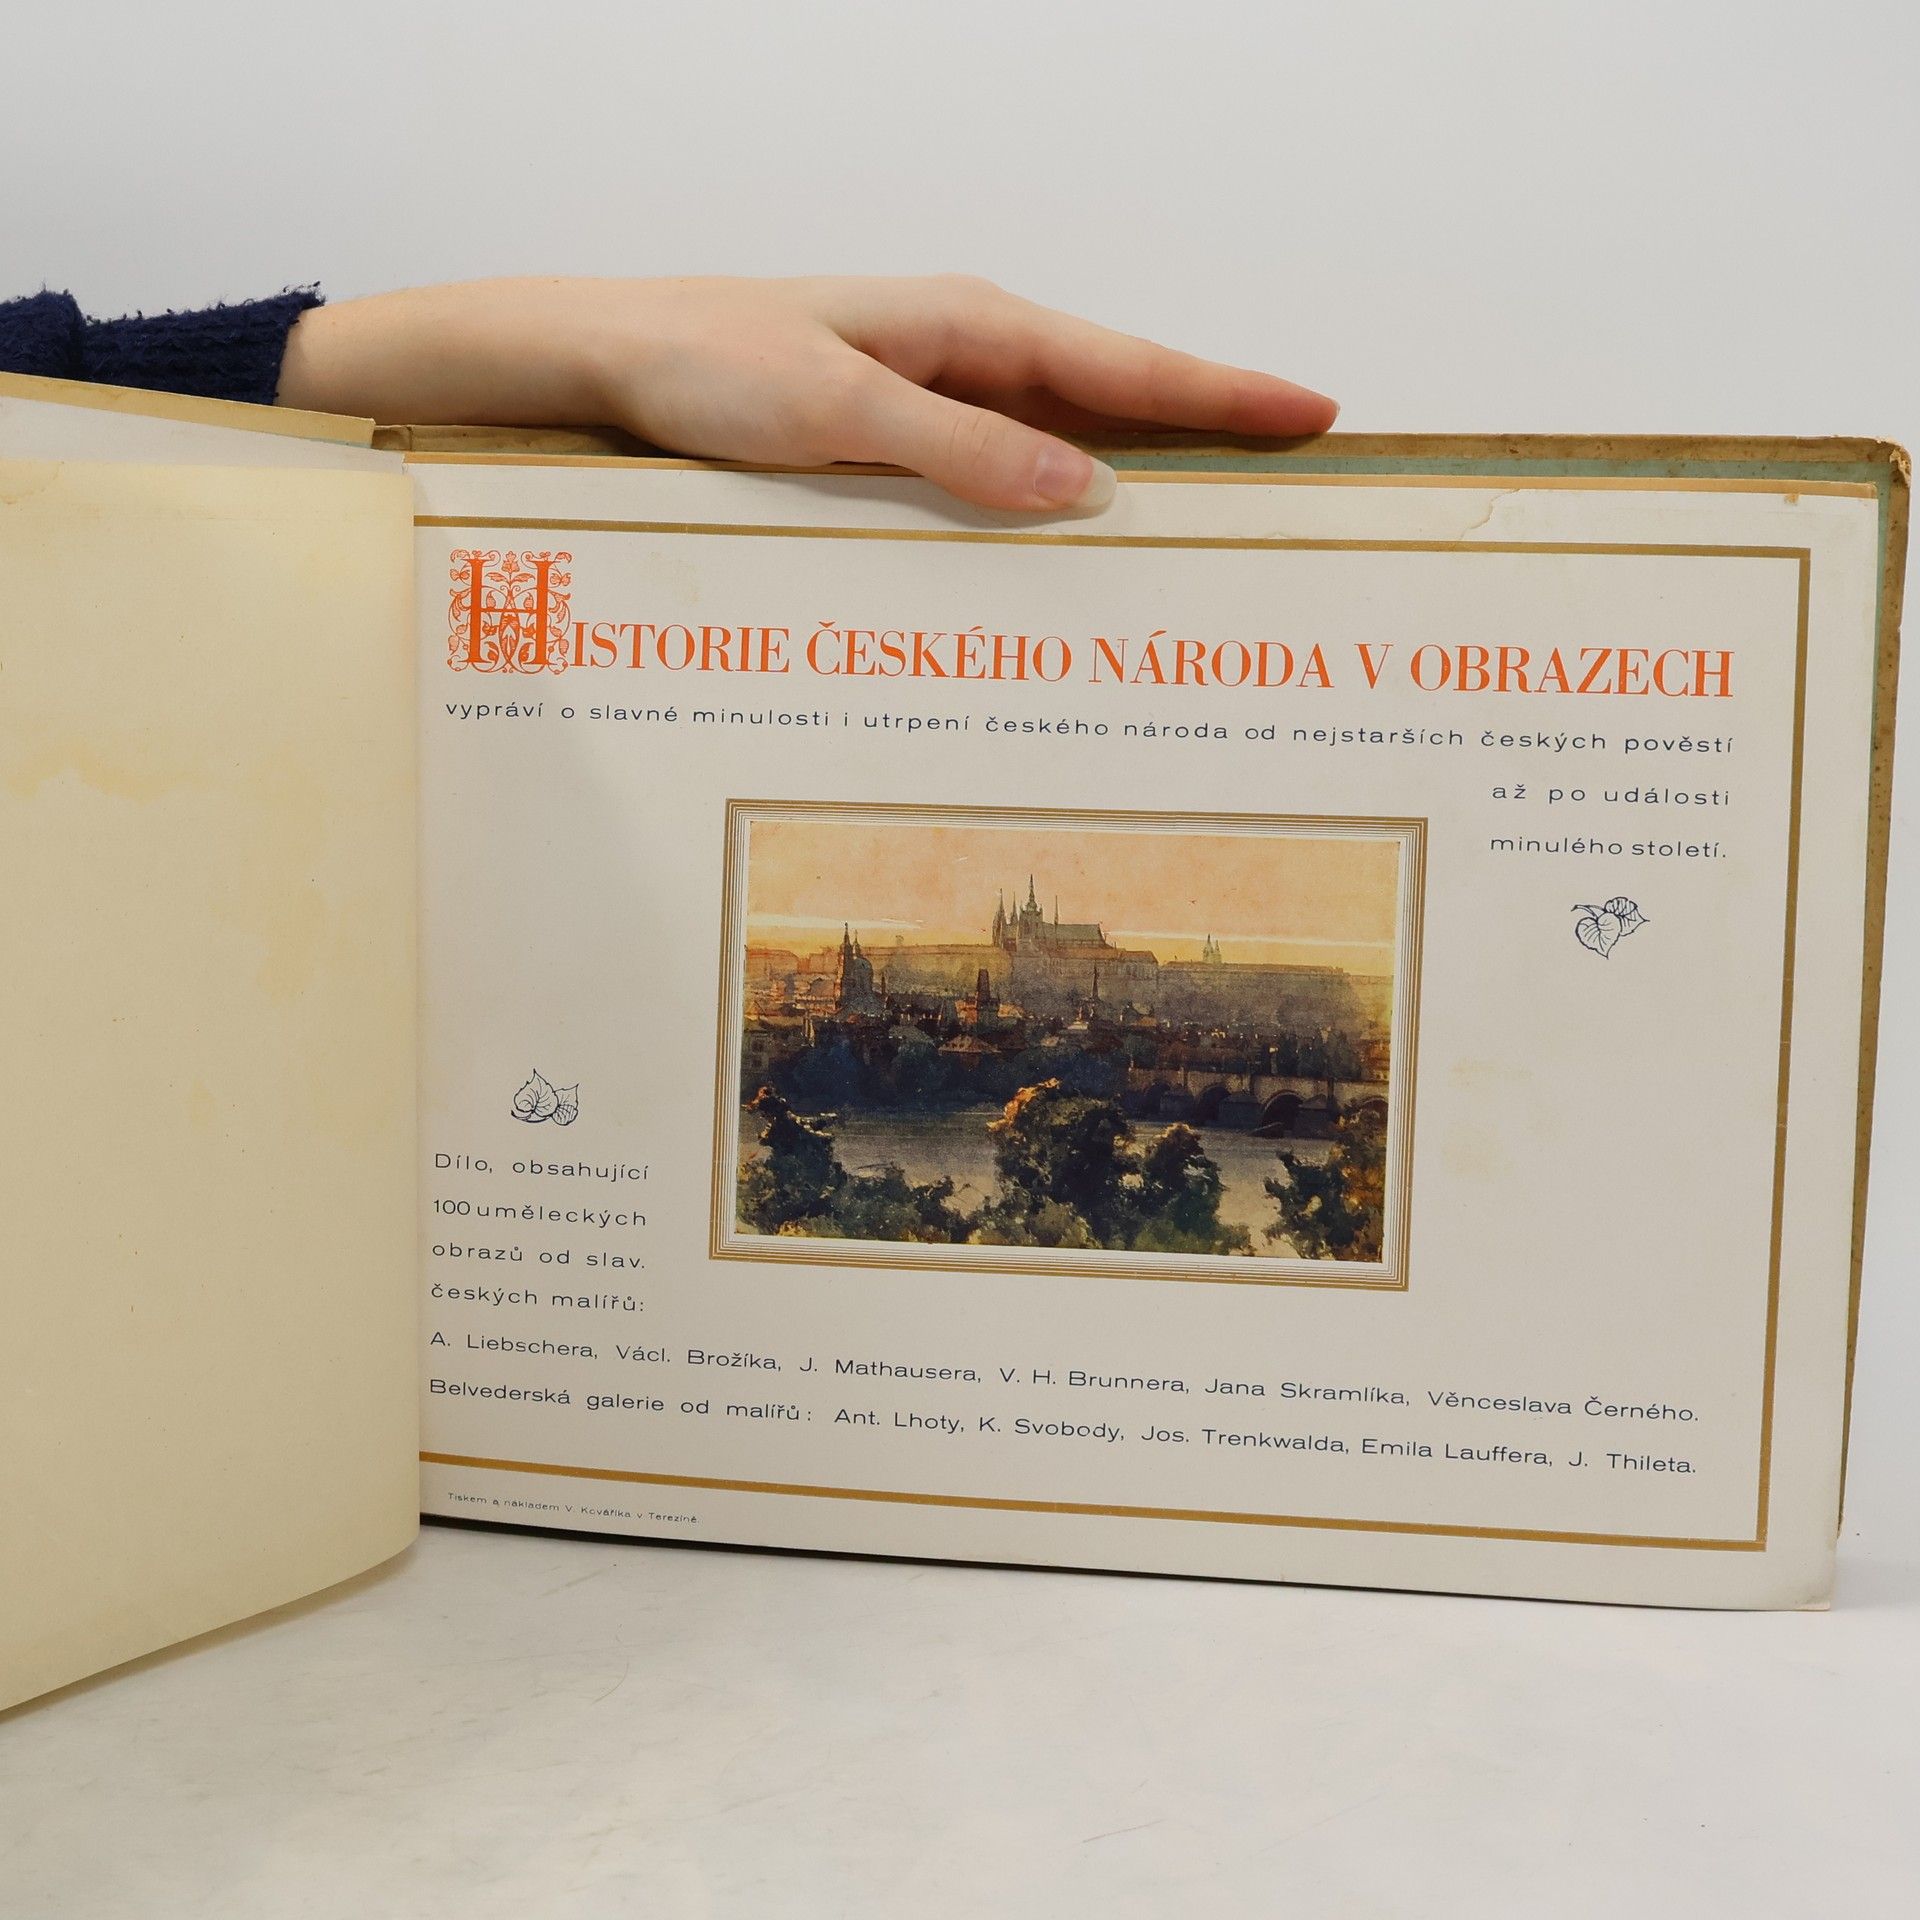 HISTORIE ČESKÉHO NÁRODA V OBRAZECH
vypráví o slavné minulosti i utrpení českého národa od nejstarších českých pověstí
až po události
minulého století.
Dílo, obsahující
100 uměleckých
obrazů od slav.
českých malířů:
A. Liebschera, Václ. Brožíka, J. Mathausera, V. H. Brunnera, Jana Skramlíka, Věnceslava Černého.
Belvederská galerie od malířů: Ant. Lhoty, K. Svobody, Jos. Trenkwalda, Emila Lauffera, J. Thileta.
Tiskem a nákladem V. Kováříka v Terezíně.